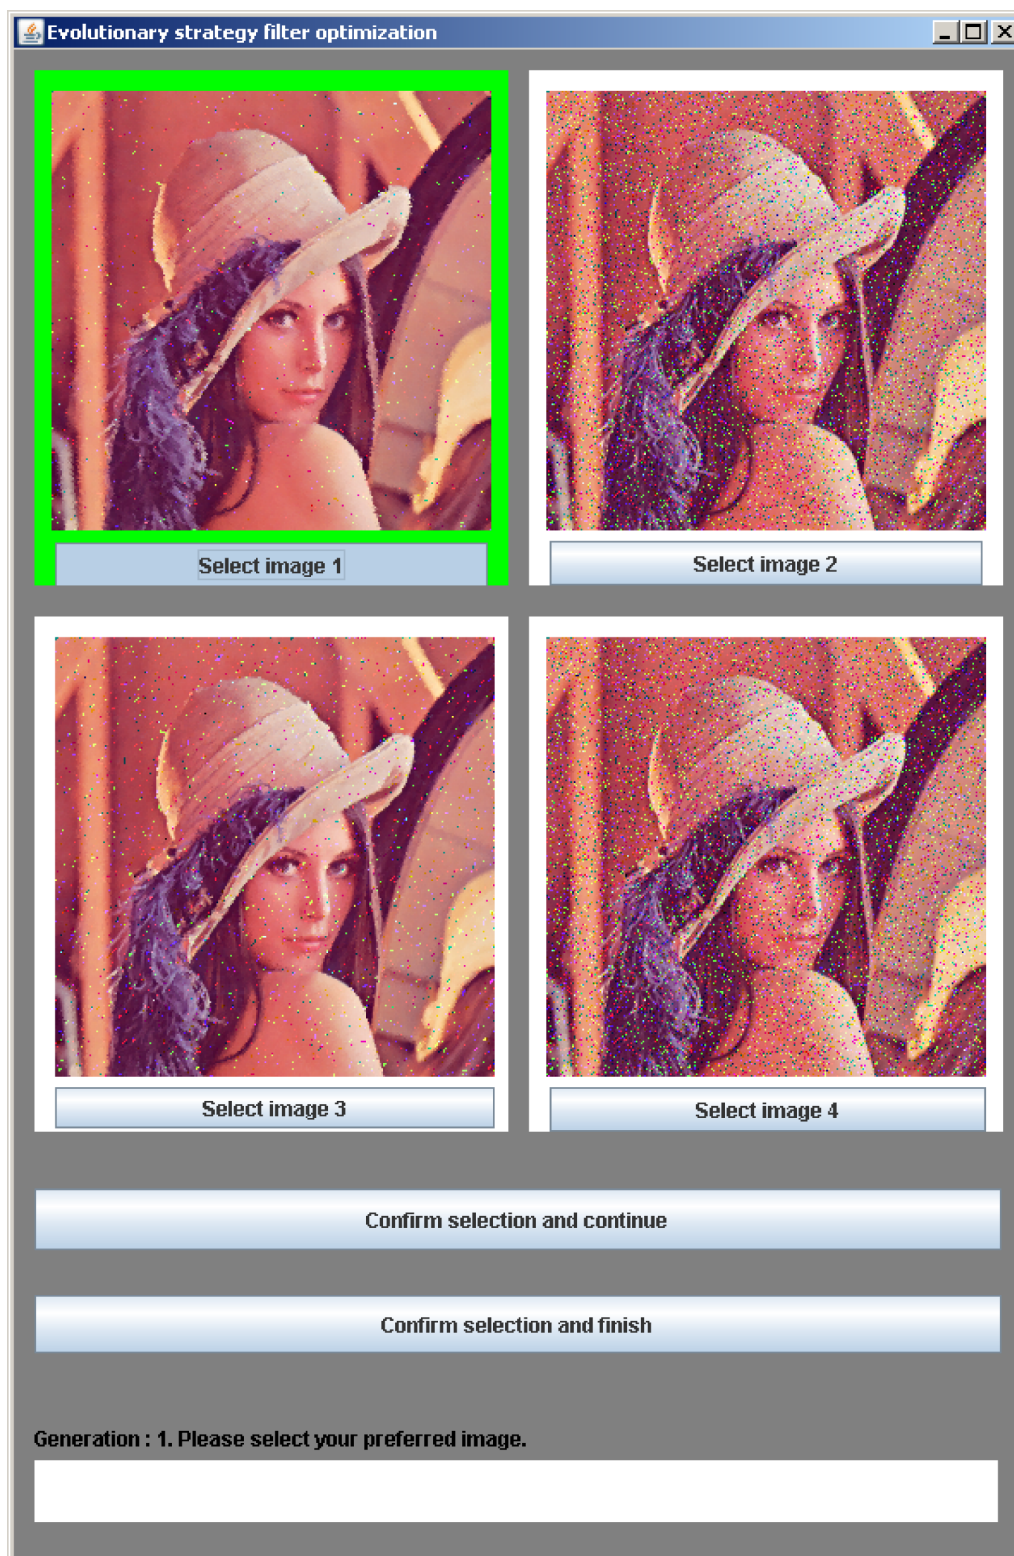 Evolutionary strategy filter optimization
Select image 1
Select image 2
Select image 3
Select image 4
Confirm selection and continue
Confirm selection and finish
Generation : 1. Please select your preferred image.